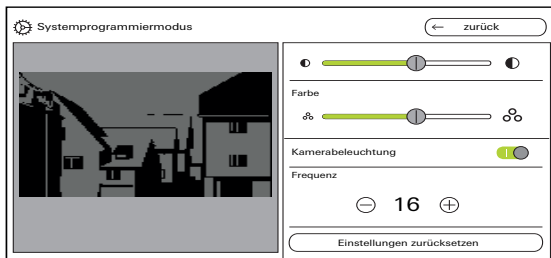 Systemprogrammiermodus
← zurück
Farbe
Kamerabeleuchtung
Frequenz
16
Einstellungen zurücksetzen